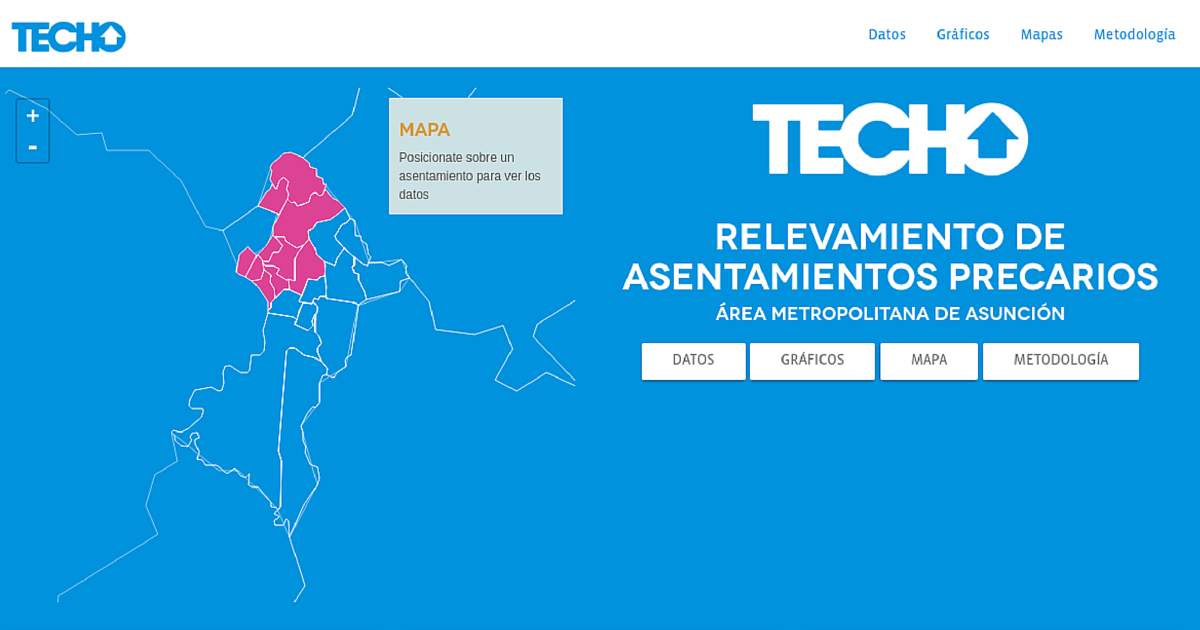 TECHO
Datos
Gráficos
Mapas
Metodología
+
-
MAPA
Posicionate sobre un
asentamiento para ver los
datos
TECHO
RELEVAMIENTO DE
ASENTAMIENTOS PRECARIOS
ÁREA METROPOLITANA DE ASUNCIÓN
DATOS
GRÁFICOS
MAPA
METODOLOGÍA